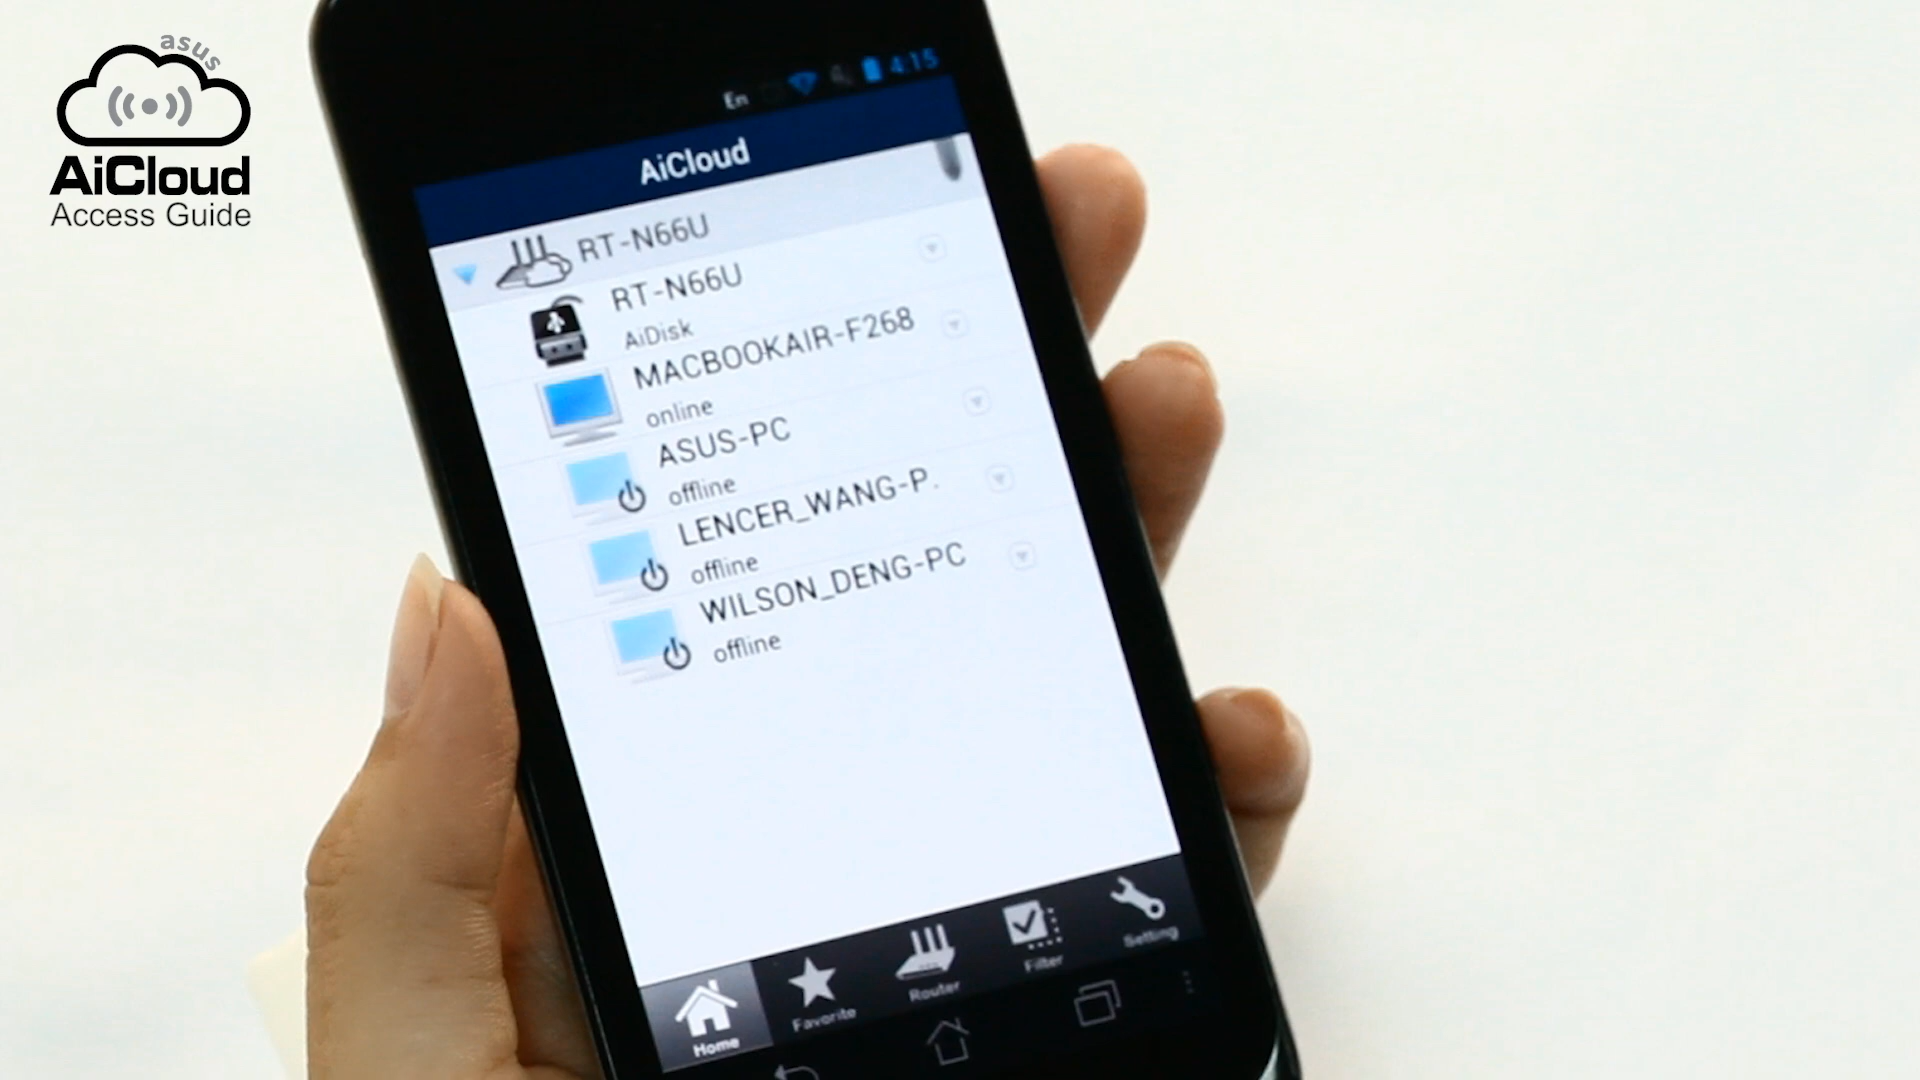 asus
AiCloud
Access Guide
En 4:15
AiCloud
RT-N66U
RT-N66U
AiDisk
MACBOOKAIR-F268
online
ASUS-PC
offline
LENCER_WANG-P.
offline
WILSON_DENG-PC
offline
Home
Favorite
Router
Filter
Setting